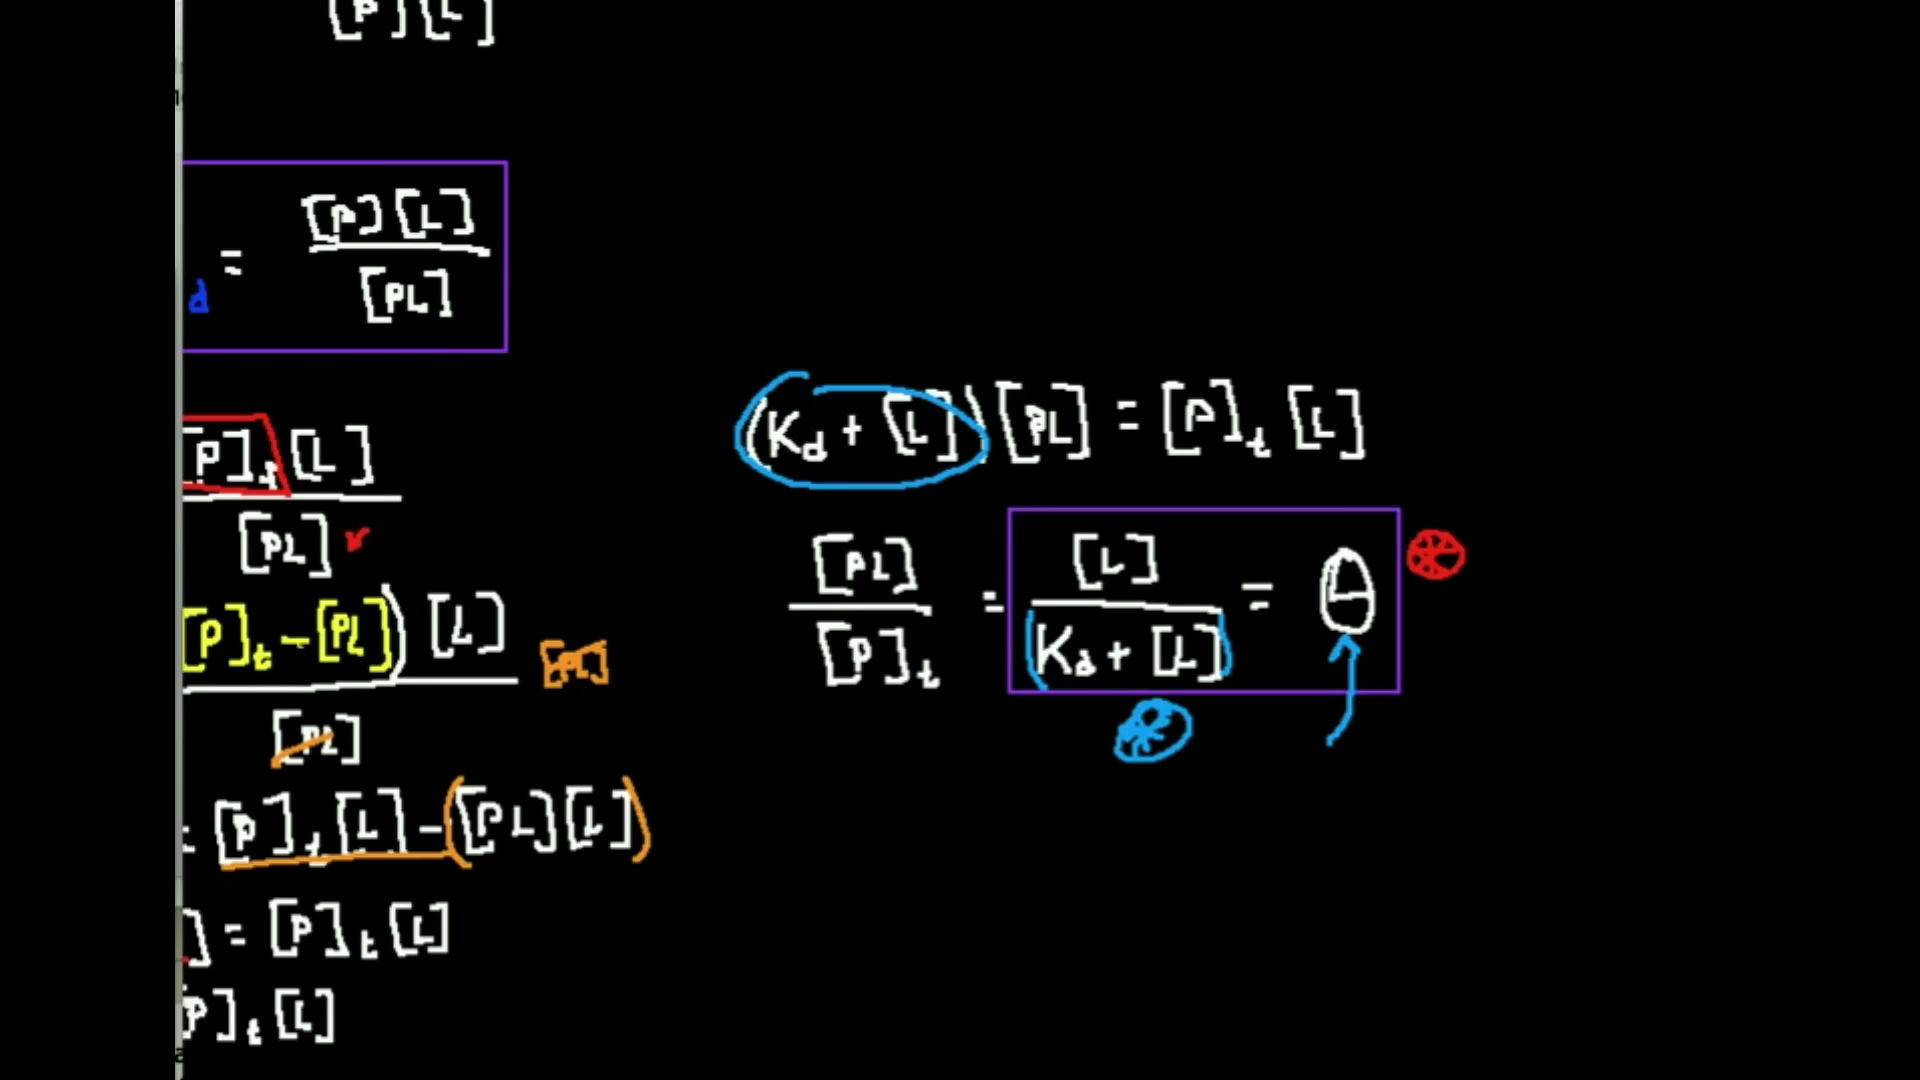 [P][L]
d = [P][L]
[PL]
[P]t [L]
[PL]
[P]t - [PL]) [L] [PL]
[PL]
= [P]t [L] - ([PL][L])
] = [P]t [L]
[P]t [L]
(Kd + [L])[PL] = [P]t [L]
[PL] = [L] = θ
[P]t Kd + [L]